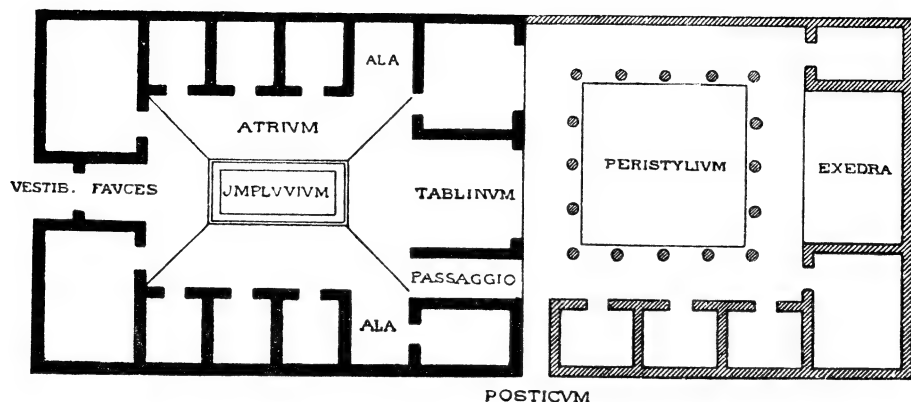 ALA
ATRIVM
VESTIB. FAVCES
JMPLVVIVM
TABLINVM
PERISTYLIVM
EXEDRA
PASSAGGIO
ALA
POSTICVM